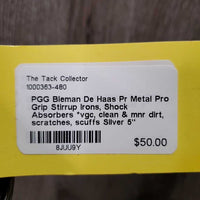 The Tack Collector
1000363-480
PGG Bieman De Haas Pr Metal Pro
Grip Stirrup Irons, Shock
Absorbers *vgc, clean & mnr dirt,
scratches, scuffs Silver 5"
$50.00
8JUU9Y